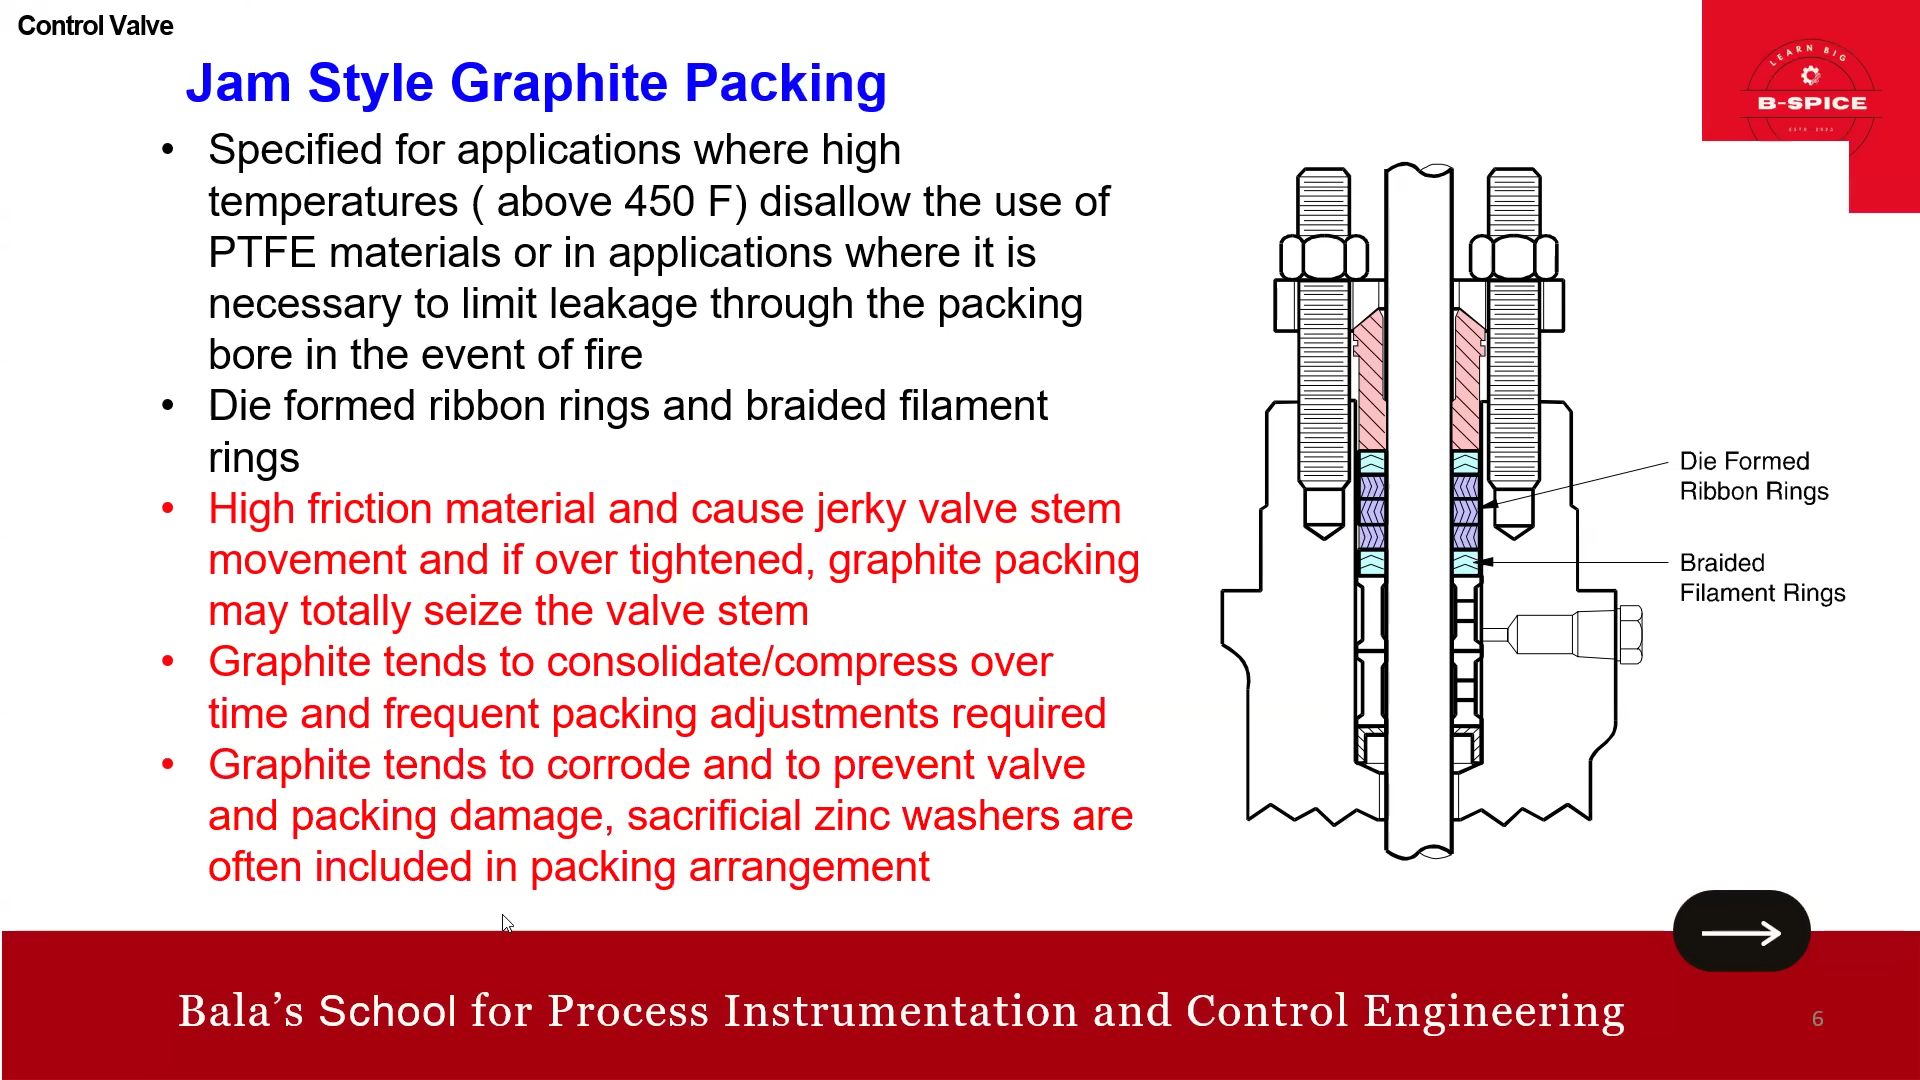 Control Valve
Jam Style Graphite Packing
LEARN BIG
B-SPICE
ESTD 2023
• Specified for applications where high
temperatures ( above 450 F) disallow the use of
PTFE materials or in applications where it is
necessary to limit leakage through the packing
bore in the event of fire
• Die formed ribbon rings and braided filament
rings
• High friction material and cause jerky valve stem
movement and if over tightened, graphite packing
may totally seize the valve stem
• Graphite tends to consolidate/compress over
time and frequent packing adjustments required
• Graphite tends to corrode and to prevent valve
and packing damage, sacrificial zinc washers are
often included in packing arrangement
Die Formed
Ribbon Rings
Braided
Filament Rings
Bala’s School for Process Instrumentation and Control Engineering
6